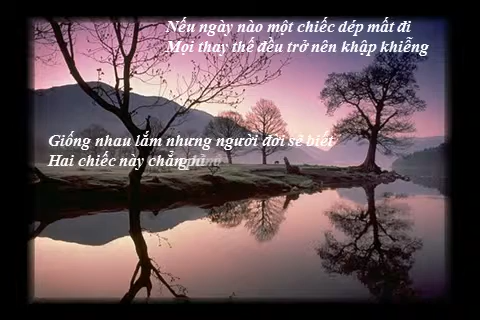 Nếu ngày nào một chiếc dép mất đi
Mọi thay thế đều trở nên khập khiễng
Giống nhau lắm nhưng người đời sẽ biết
Hai chiếc này chẳng